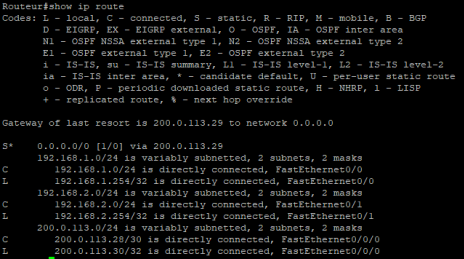 Routeur#show ip route
Codes: L - local, C - connected, S - static, R - RIP, M - mobile, B - BGP
D - EIGRP, EX - EIGRP external, O - OSPF, IA - OSPF inter area
N1 - OSPF NSSA external type 1, N2 - OSPF NSSA external type 2
E1 - OSPF external type 1, E2 - OSPF external type 2
i - IS-IS, su - IS-IS summary, L1 - IS-IS level-1, L2 - IS-IS level-2
ia - IS-IS inter area, * - candidate default, U - per-user static route
o - ODR, P - periodic downloaded static route, H - NHRP, l - LISP
+ - replicated route, % - next hop override
Gateway of last resort is 200.0.113.29 to network 0.0.0.0
S* 0.0.0.0/0 [1/0] via 200.0.113.29
192.168.1.0/24 is variably subnetted, 2 subnets, 2 masks
C 192.168.1.0/24 is directly connected, FastEthernet0/0
L 192.168.1.254/32 is directly connected, FastEthernet0/0
192.168.2.0/24 is variably subnetted, 2 subnets, 2 masks
C 192.168.2.0/24 is directly connected, FastEthernet0/1
L 192.168.2.254/32 is directly connected, FastEthernet0/1
200.0.113.0/24 is variably subnetted, 2 subnets, 2 masks
C 200.0.113.28/30 is directly connected, FastEthernet0/0/0
L 200.0.113.30/32 is directly connected, FastEthernet0/0/0